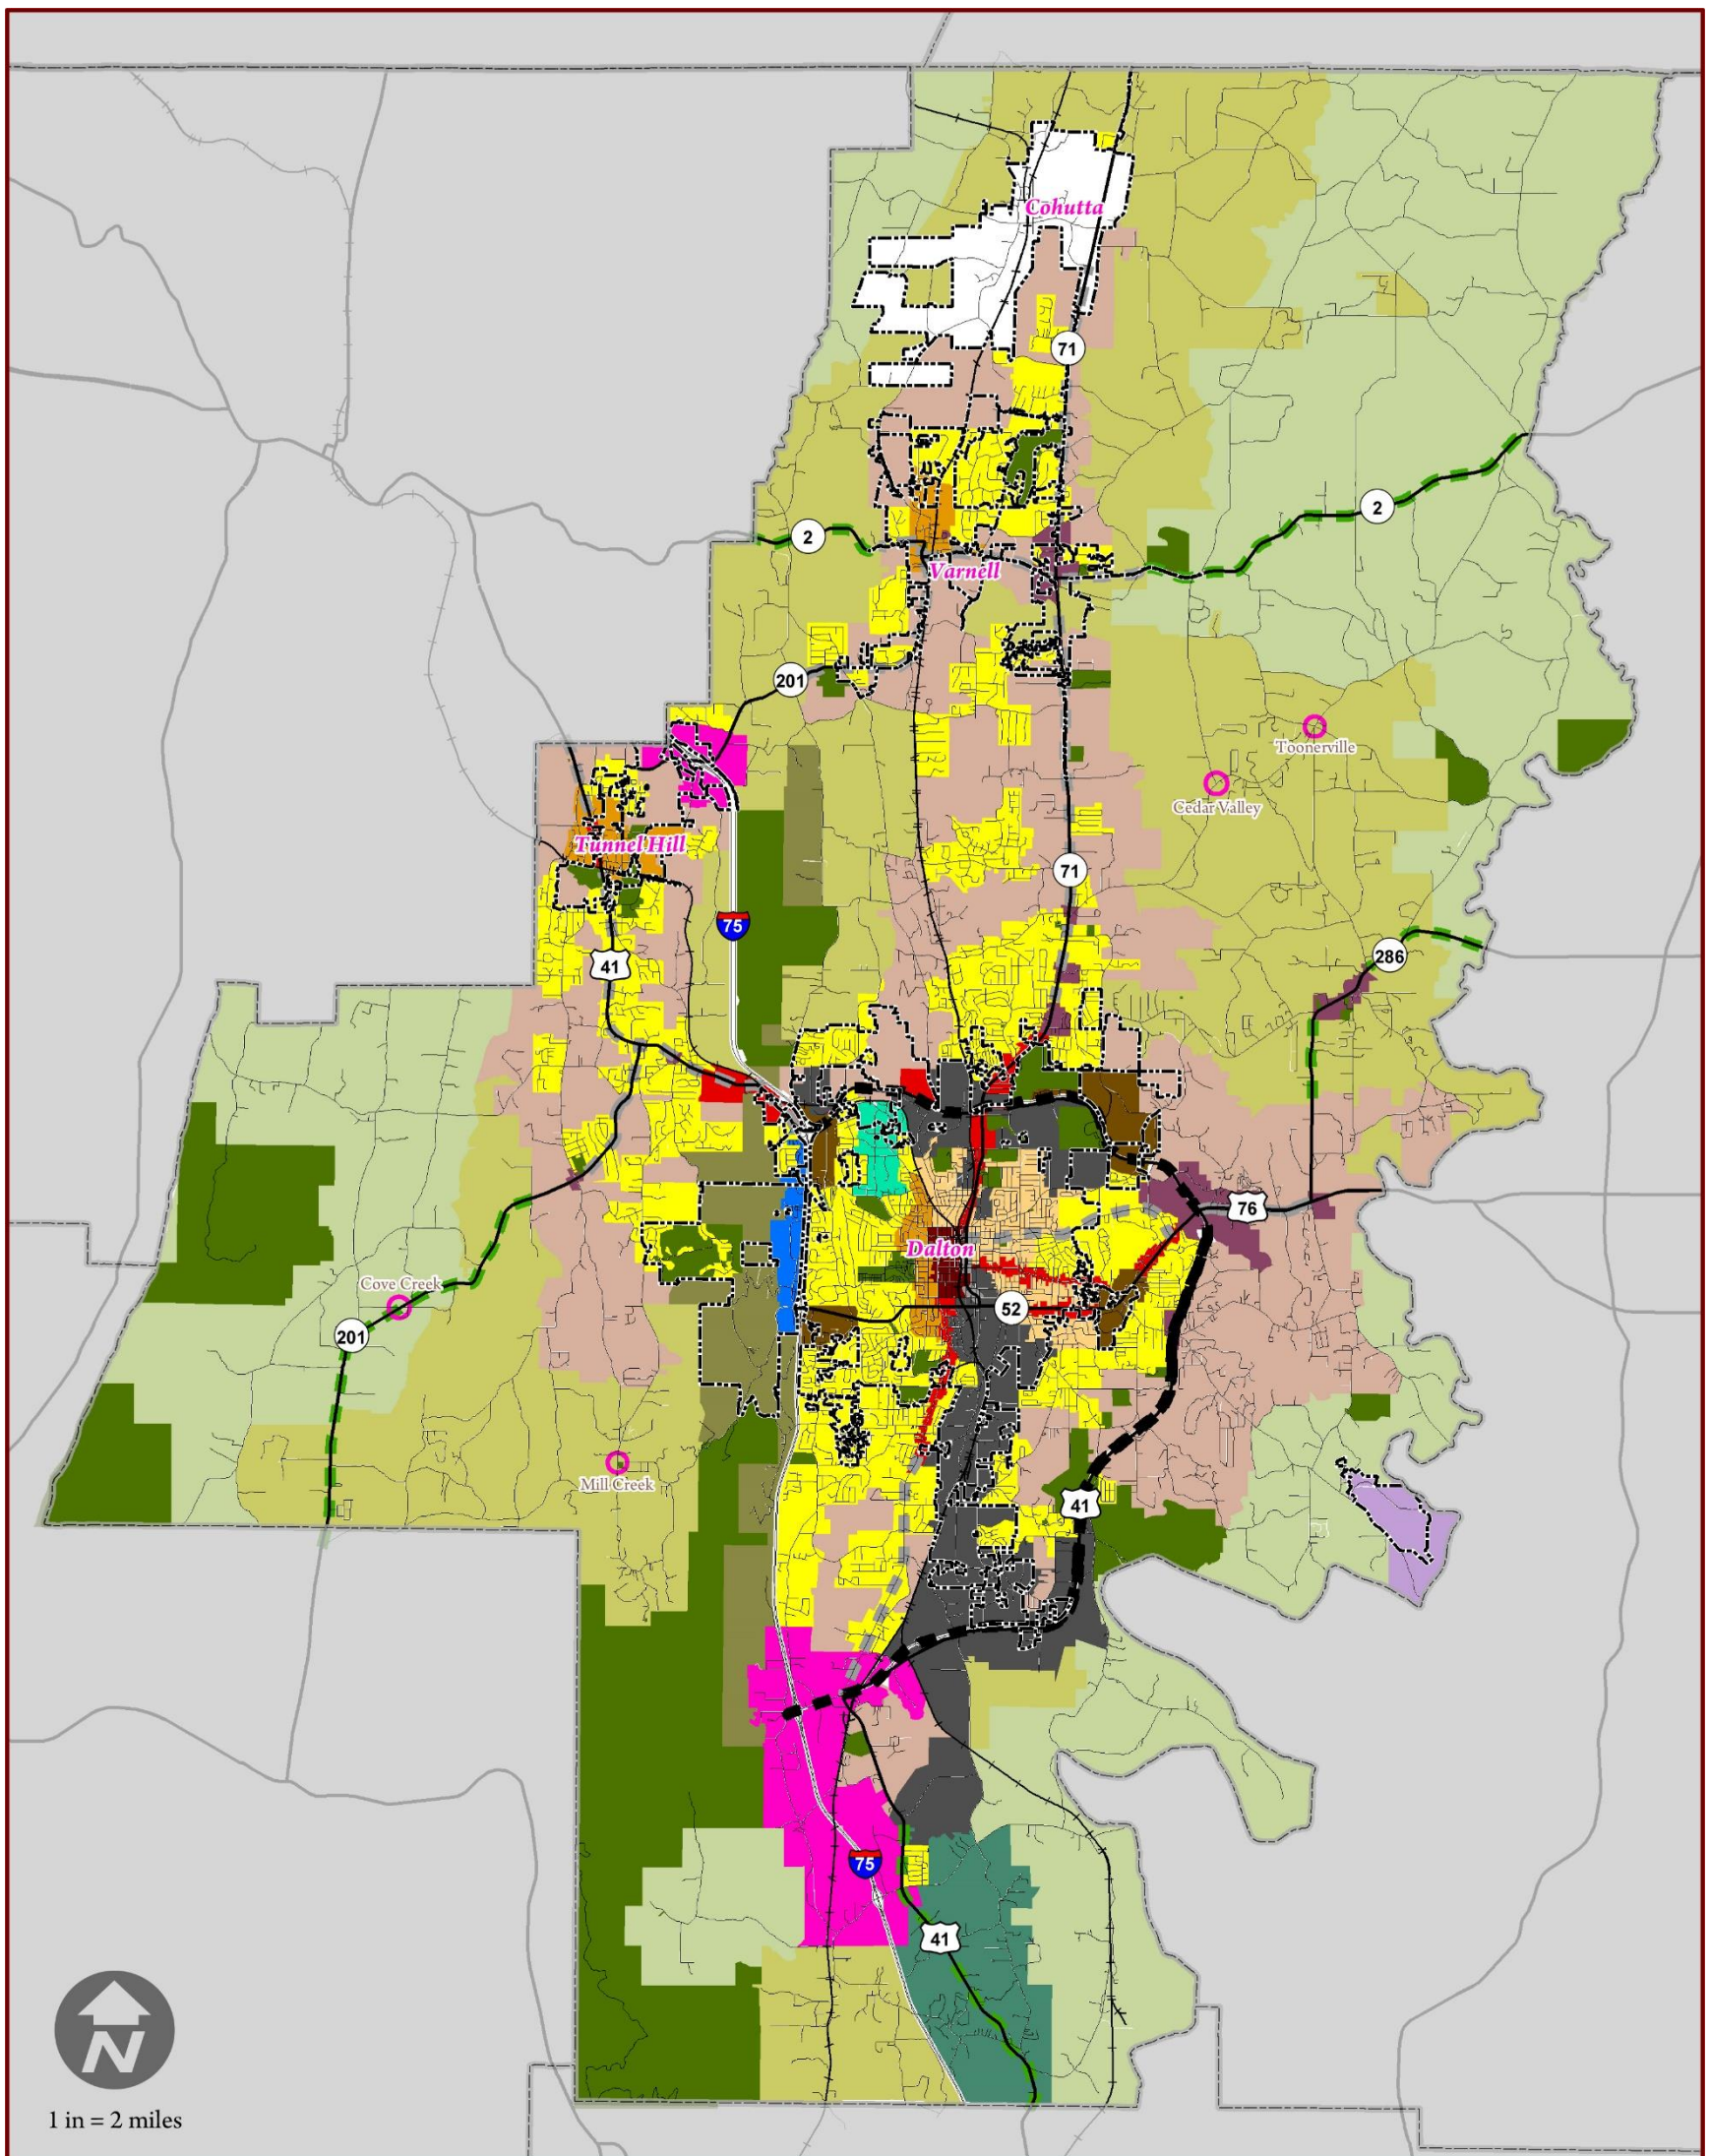 Cohutta
71
2
2
Varnell
201
Toonerville
Cedar Valley
Tunnel Hill
71
75
41
286
76
Dalton
Cove Creek
52
201
Mill Creek
41
75
41
N
1 in = 2 miles